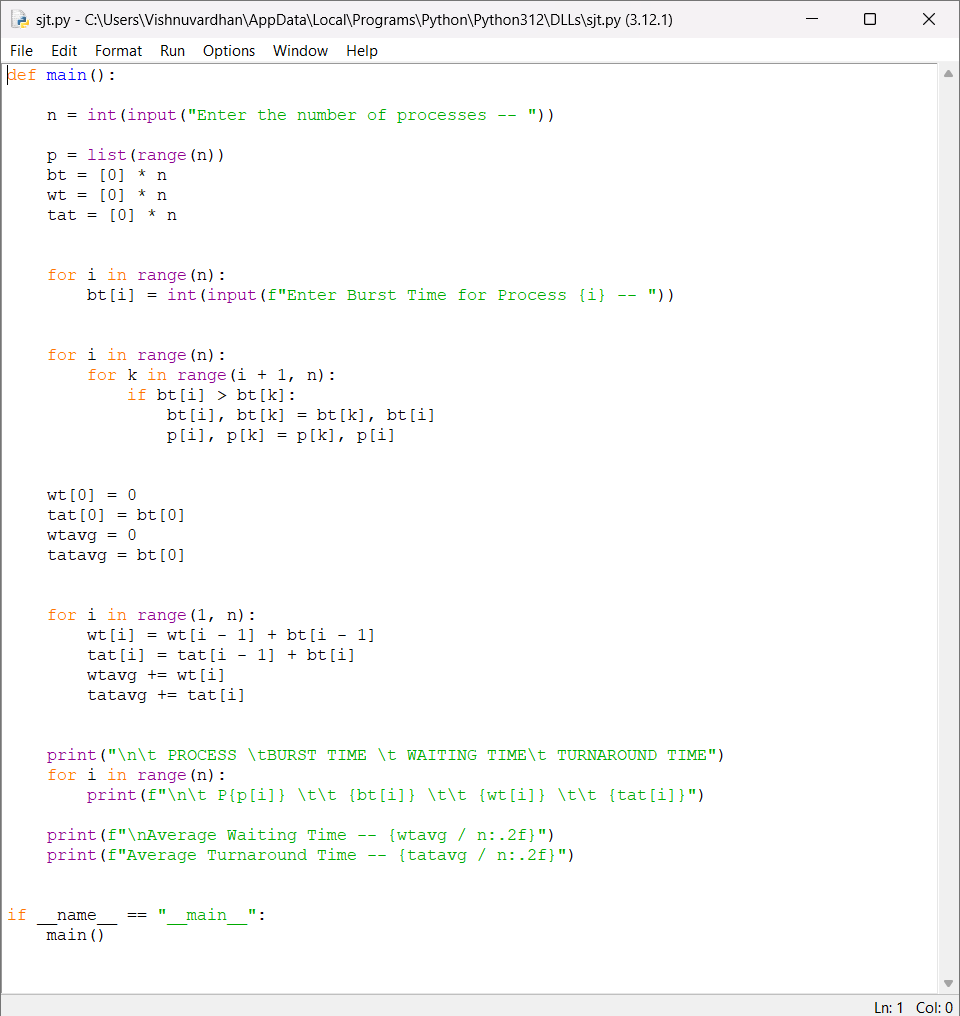 sjt.py - C:\Users\Vishnuvardhan\AppData\Local\Programs\Python\Python312\DLLs\sjt.py (3.12.1)
File Edit Format Run Options Window Help
def main():
    n = int(input("Enter the number of processes -- "))
    p = list(range(n))
    bt = [0] * n
    wt = [0] * n
    tat = [0] * n
    for i in range(n):
        bt[i] = int(input(f"Enter Burst Time for Process {i} -- "))
    for i in range(n):
        for k in range(i + 1, n):
            if bt[i] > bt[k]:
                bt[i], bt[k] = bt[k], bt[i]
                p[i], p[k] = p[k], p[i]
    wt[0] = 0
    tat[0] = bt[0]
    wtavg = 0
    tatavg = bt[0]
    for i in range(1, n):
        wt[i] = wt[i - 1] + bt[i - 1]
        tat[i] = tat[i - 1] + bt[i]
        wtavg += wt[i]
        tatavg += tat[i]
    print("\n\t PROCESS \tBURST TIME \t WAITING TIME\t TURNAROUND TIME")
    for i in range(n):
        print(f"\n\t P{p[i]} \t\t {bt[i]} \t\t {wt[i]} \t\t {tat[i]}")
    print(f"\nAverage Waiting Time -- {wtavg / n:.2f}")
    print(f"Average Turnaround Time -- {tatavg / n:.2f}")
if __name__ == "__main__":
    main()
Ln: 1 Col: 0